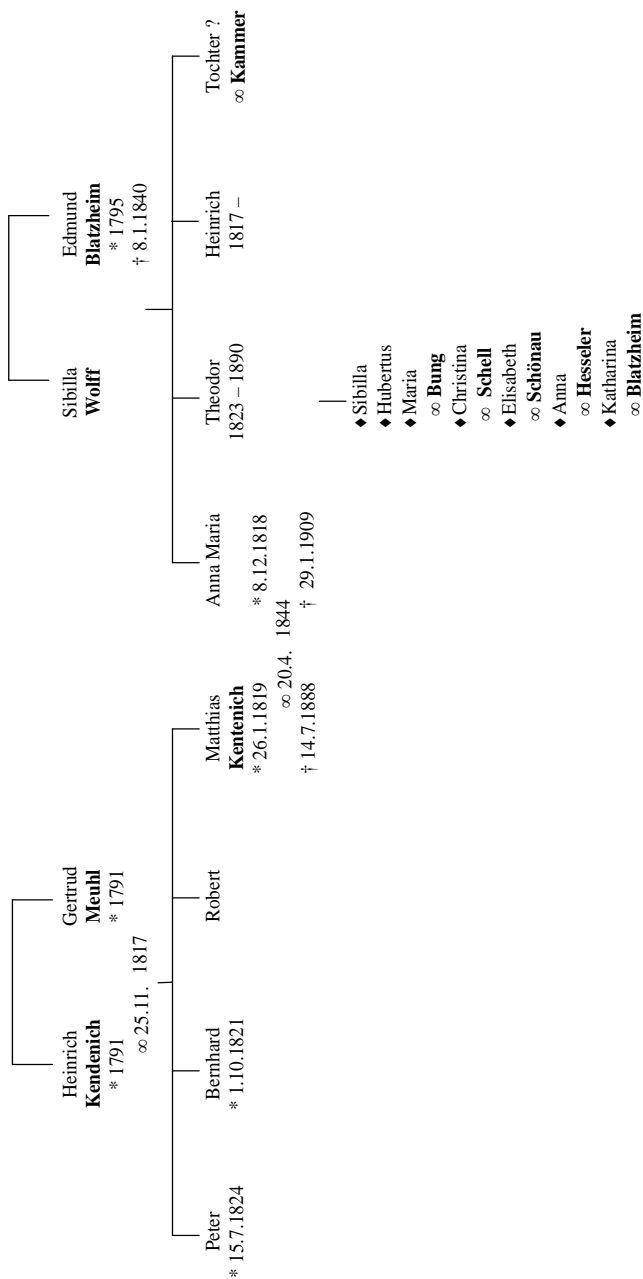 Heinrich
Kendenich
* 1791
Gertrud
Meuhl
* 1791
∞ 25.11. 1817
Sibilla
Wolff
Edmund
Blatzheim
* 1795
† 8.1.1840
Peter
* 15.7.1824
Bernhard
* 1.10.1821
Robert
Matthias
Kentenich
* 26.1.1819
† 14.7.1888
∞ 20.4. 1844
Anna Maria
* 8.12.1818
† 29.1.1909
Theodor
1823 – 1890
Heinrich
1817 –
Tochter ?
∞ Kammer
♦ Sibilla
♦ Hubertus
♦ Maria
∞ Bung
♦ Christina
∞ Schell
♦ Elisabeth
∞ Schönau
♦ Anna
∞ Hesseler
♦ Katharina
∞ Blatzheim